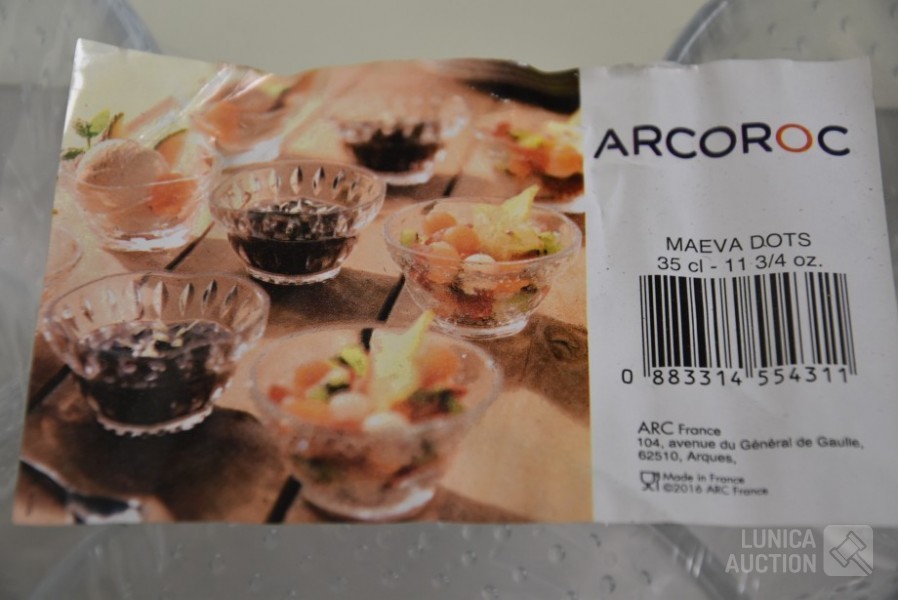 ARCOROC
MAEVA DOTS
35 cl - 11 3/4 oz.
0 883314 554311
ARC France
104, avenue du Général de Gaulle,
62510, Arques,
Made in France
©2016 ARC France
LUNICA
AUCTION